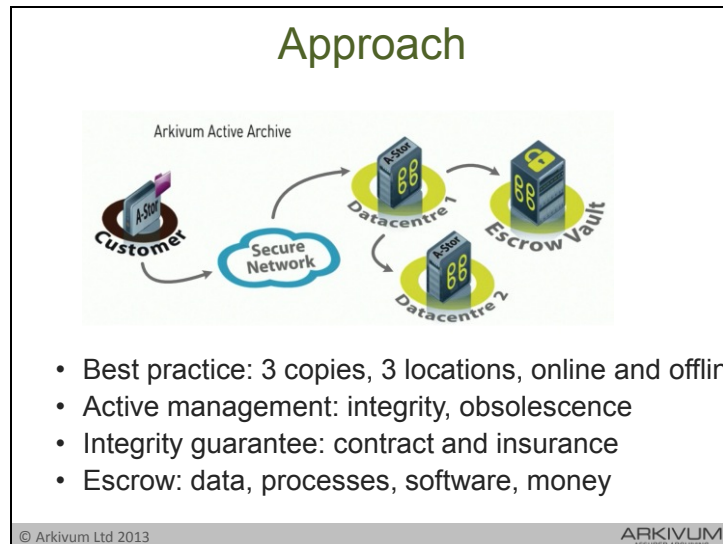 Approach
Arkivum Active Archive
A-Stor
Customer
Secure
Network
A-Stor
Datacentre 1
A-Stor
Datacentre 2
Escrow Vault
• Best practice: 3 copies, 3 locations, online and offlin
• Active management: integrity, obsolescence
• Integrity guarantee: contract and insurance
• Escrow: data, processes, software, money
© Arkivum Ltd 2013
ARKIVUM